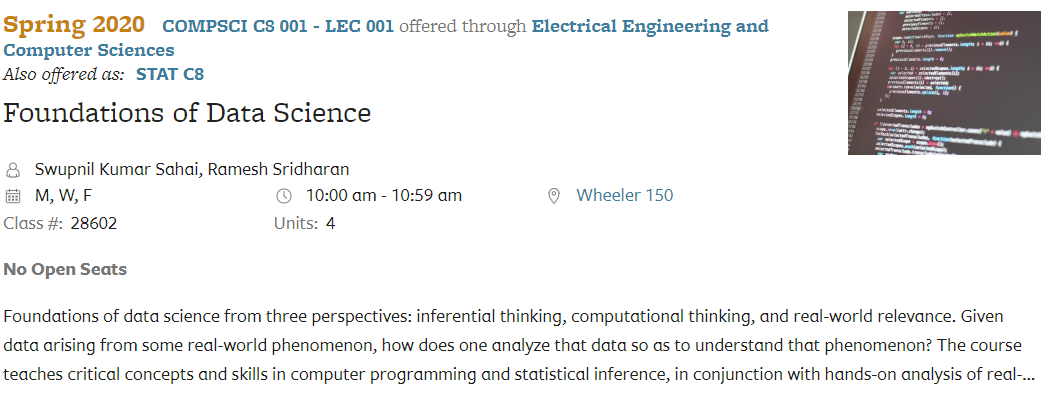 Spring 2020 COMPSCI C8 001 - LEC 001 offered through Electrical Engineering and
Computer Sciences
Also offered as: STAT C8
Foundations of Data Science
Swupnil Kumar Sahai, Ramesh Sridharan
M, W, F 10:00 am - 10:59 am Wheeler 150
Class #: 28602 Units: 4
No Open Seats
Foundations of data science from three perspectives: inferential thinking, computational thinking, and real-world relevance. Given
data arising from some real-world phenomenon, how does one analyze that data so as to understand that phenomenon? The course
teaches critical concepts and skills in computer programming and statistical inference, in conjunction with hands-on analysis of real-...